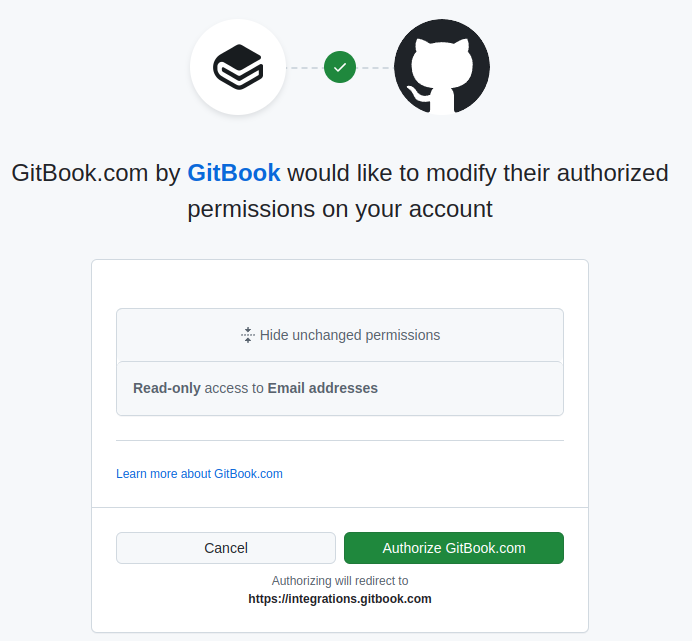 GitBook.com by GitBook would like to modify their authorized
permissions on your account
Hide unchanged permissions
Read-only access to Email addresses
Learn more about GitBook.com
Cancel
Authorize GitBook.com
Authorizing will redirect to
https://integrations.gitbook.com